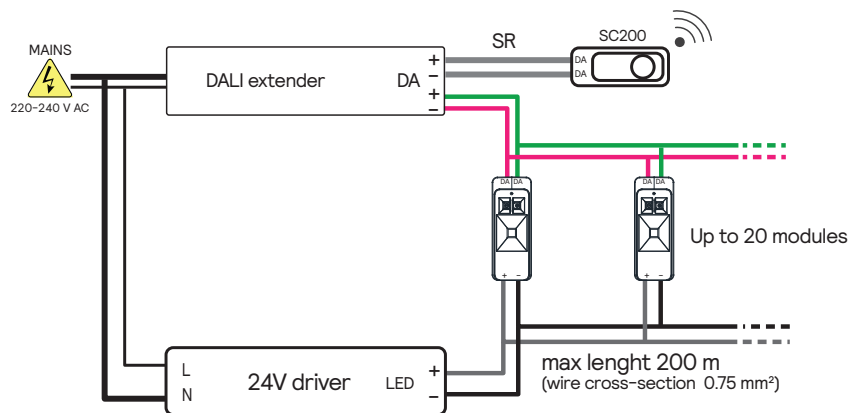 MAINS
220-240 V AC
DALI extender
DA
+
−
+
−
SR
SC200
DA
DA
DA DA
DA DA
+ −
+ −
Up to 20 modules
L
N
24V driver
LED
+
−
max lenght 200 m
(wire cross-section 0.75 mm²)